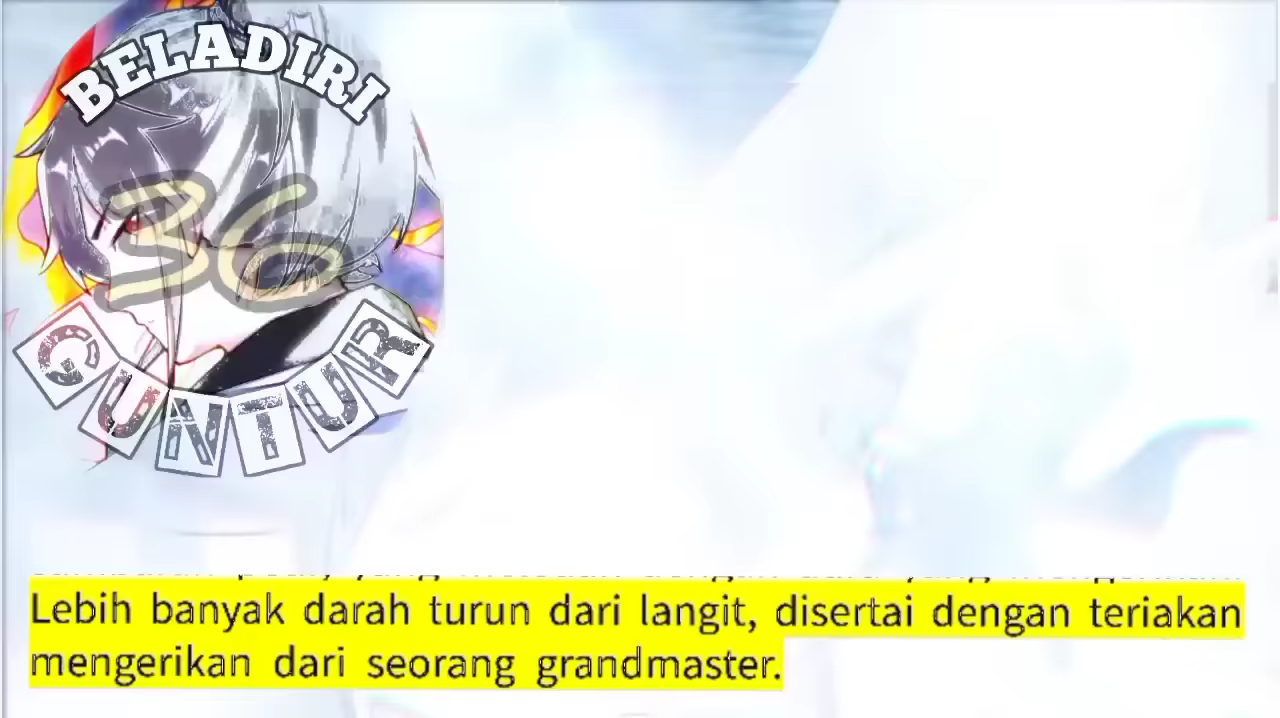 BELADIRI
36
GUNTUR
Lebih banyak darah turun dari langit, disertai dengan teriakan
mengerikan dari seorang grandmaster.